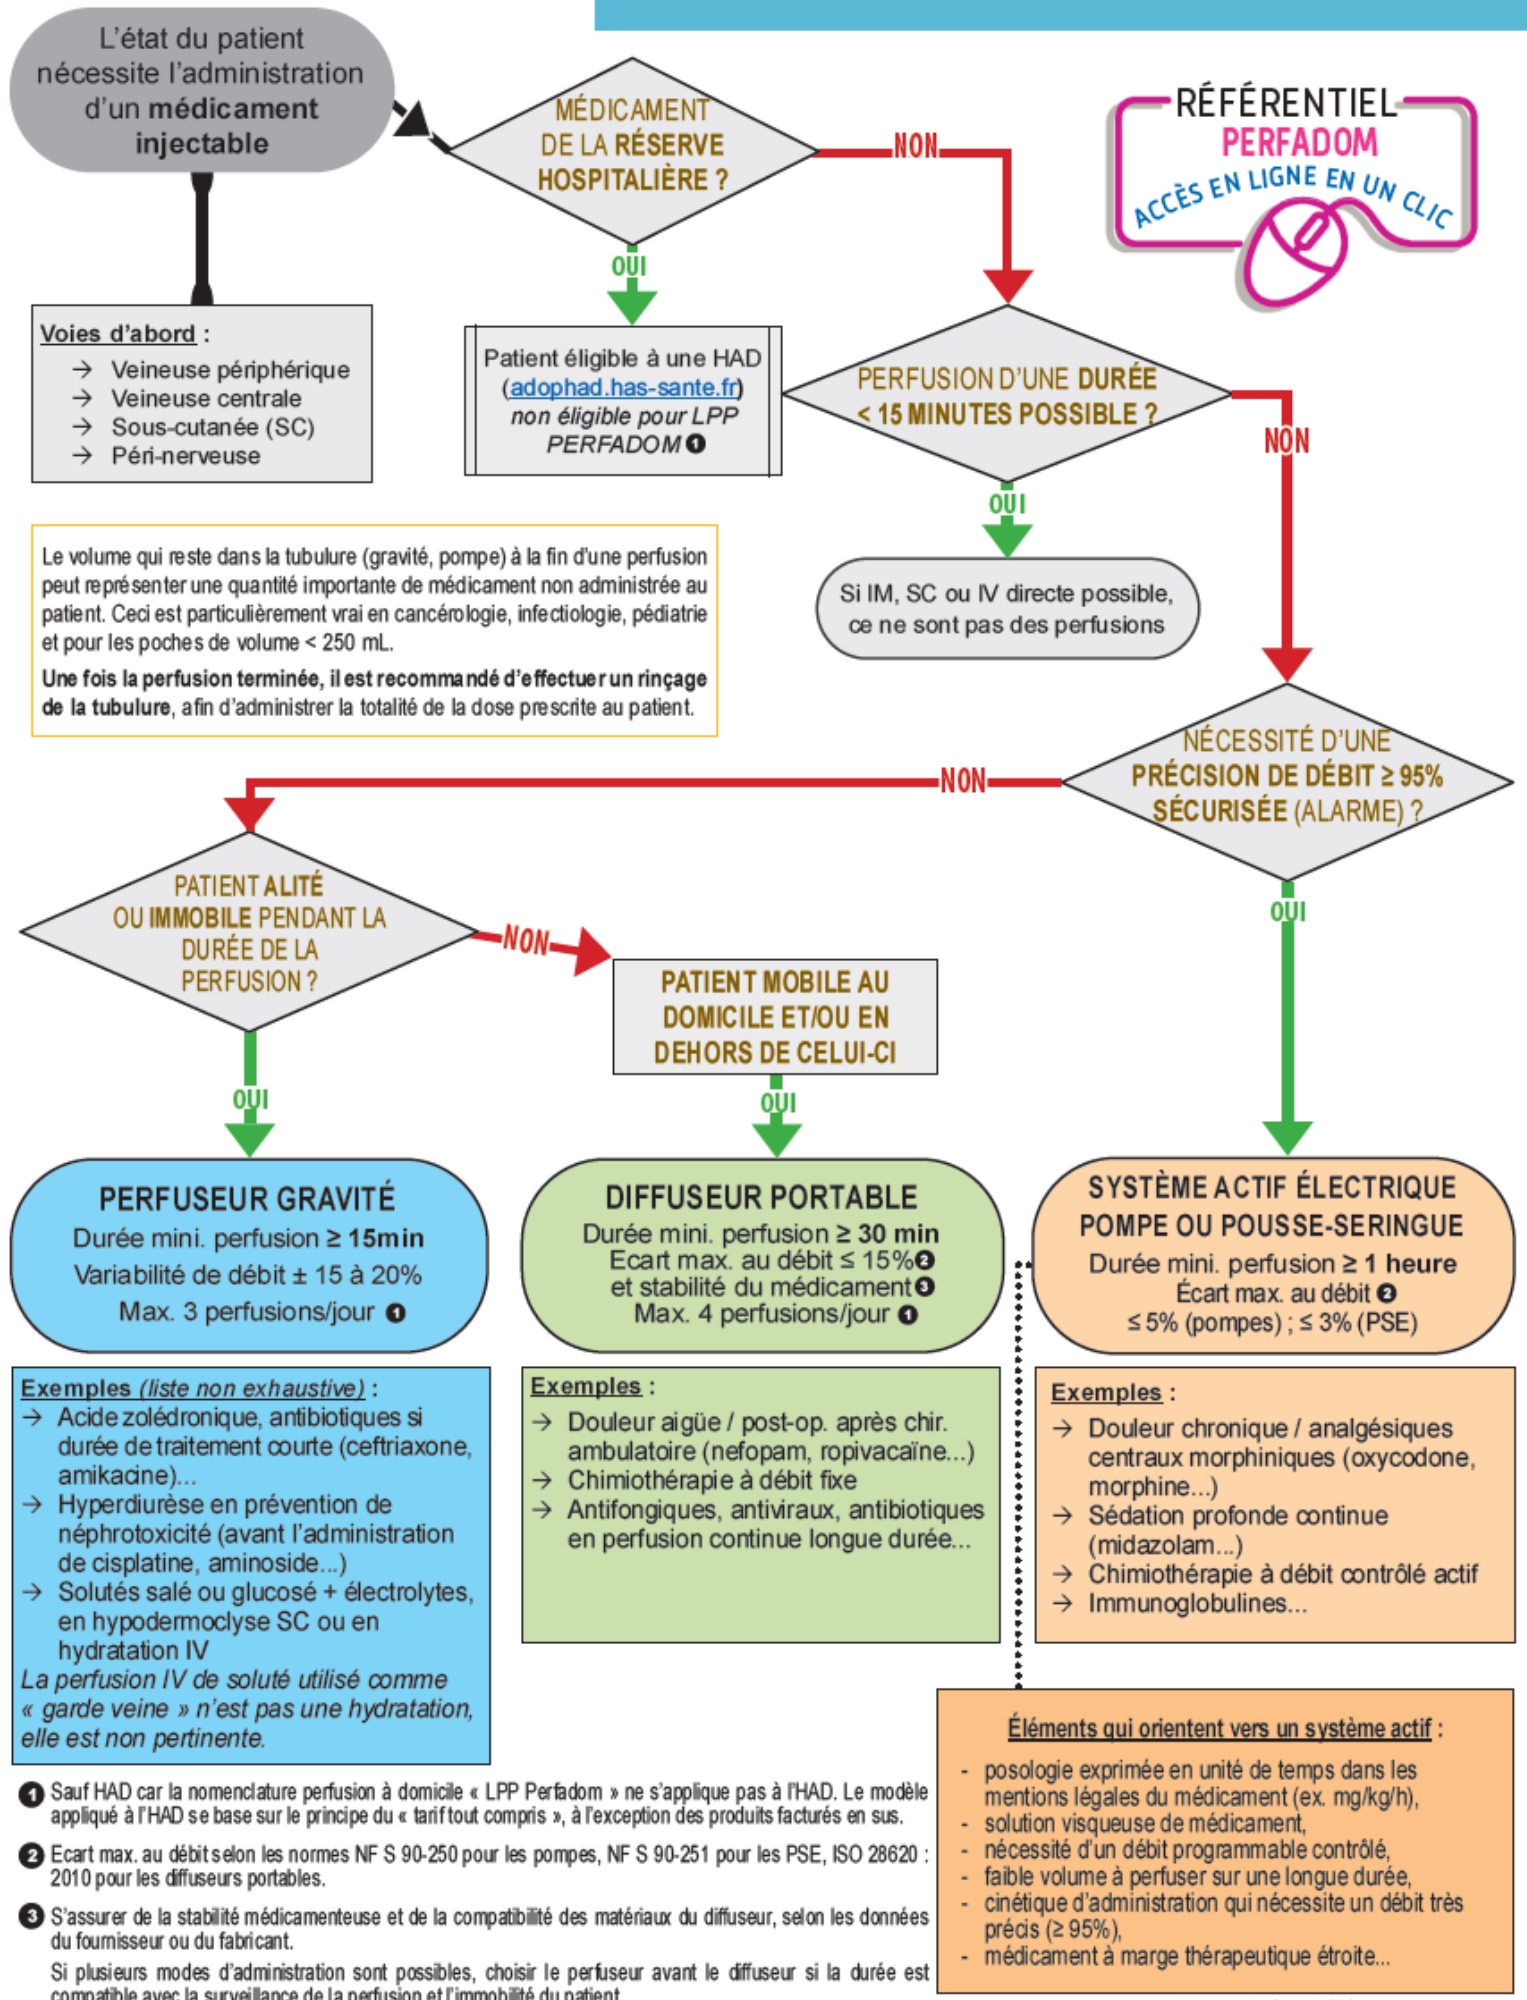 L'état du patient
nécessite l'administration
d'un médicament
injectable
MÉDICAMENT
DE LA RÉSERVE
HOSPITALIÈRE ?
NON
RÉFÉRENTIEL
PERFADOM
ACCÈS EN LIGNE EN UN CLIC
OUI
Voies d'abord :
→ Veineuse périphérique
→ Veineuse centrale
→ Sous-cutanée (SC)
→ Péri-nerveuse
Patient éligible à une HAD
(adophad.has-sante.fr)
non éligible pour LPP
PERFADOM ❶
PERFUSION D'UNE DURÉE
< 15 MINUTES POSSIBLE ?
NON
OUI
Si IM, SC ou IV directe possible,
ce ne sont pas des perfusions
Le volume qui reste dans la tubulure (gravité, pompe) à la fin d'une perfusion
peut représenter une quantité importante de médicament non administrée au
patient. Ceci est particulièrement vrai en cancérologie, infectiologie, pédiatrie
et pour les poches de volume < 250 mL.
Une fois la perfusion terminée, il est recommandé d'effectuer un rinçage
de la tubulure, afin d'administrer la totalité de la dose prescrite au patient.
NÉCESSITÉ D'UNE
PRÉCISION DE DÉBIT ≥ 95%
SÉCURISÉE (ALARME) ?
NON
OUI
PATIENT ALITÉ
OU IMMOBILE PENDANT LA
DURÉE DE LA
PERFUSION ?
NON
PATIENT MOBILE AU
DOMICILE ET/OU EN
DEHORS DE CELUI-CI
OUI
OUI
PERFUSEUR GRAVITÉ
Durée mini. perfusion ≥ 15min
Variabilité de débit ± 15 à 20%
Max. 3 perfusions/jour ❶
DIFFUSEUR PORTABLE
Durée mini. perfusion ≥ 30 min
Ecart max. au débit ≤ 15%❷
et stabilité du médicament❸
Max. 4 perfusions/jour ❶
SYSTÈME ACTIF ÉLECTRIQUE
POMPE OU POUSSE-SERINGUE
Durée mini. perfusion ≥ 1 heure
Écart max. au débit ❷
≤ 5% (pompes) ; ≤ 3% (PSE)
Exemples (liste non exhaustive) :
→ Acide zolédronique, antibiotiques si
durée de traitement courte (ceftriaxone,
amikacine)...
→ Hyperdiurèse en prévention de
néphrotoxicité (avant l'administration
de cisplatine, aminoside...)
→ Solutés salé ou glucosé + électrolytes,
en hypodermoclyse SC ou en
hydratation IV
La perfusion IV de soluté utilisé comme
« garde veine » n'est pas une hydratation,
elle est non pertinente.
Exemples :
→ Douleur aigüe / post-op. après chir.
ambulatoire (nefopam, ropivacaïne...)
→ Chimiothérapie à débit fixe
→ Antifongiques, antiviraux, antibiotiques
en perfusion continue longue durée...
Exemples :
→ Douleur chronique / analgésiques
centraux morphiniques (oxycodone,
morphine...)
→ Sédation profonde continue
(midazolam...)
→ Chimiothérapie à débit contrôlé actif
→ Immunoglobulines...
Éléments qui orientent vers un système actif :
- posologie exprimée en unité de temps dans les
mentions légales du médicament (ex. mg/kg/h),
- solution visqueuse de médicament,
- nécessité d'un débit programmable contrôlé,
- faible volume à perfuser sur une longue durée,
- cinétique d'administration qui nécessite un débit très
précis (≥ 95%),
- médicament à marge thérapeutique étroite...
❶ Sauf HAD car la nomenclature perfusion à domicile « LPP Perfadom » ne s'applique pas à l'HAD. Le modèle
appliqué à l'HAD se base sur le principe du « tarif tout compris », à l'exception des produits facturés en sus.
❷ Ecart max. au débit selon les normes NF S 90-250 pour les pompes, NF S 90-251 pour les PSE, ISO 28620 :
2010 pour les diffuseurs portables.
❸ S'assurer de la stabilité médicamenteuse et de la compatibilité des matériaux du diffuseur, selon les données
du fournisseur ou du fabricant.
Si plusieurs modes d'administration sont possibles, choisir le perfuseur avant le diffuseur si la durée est
compatible avec la surveillance de la perfusion et l'immobilité du patient